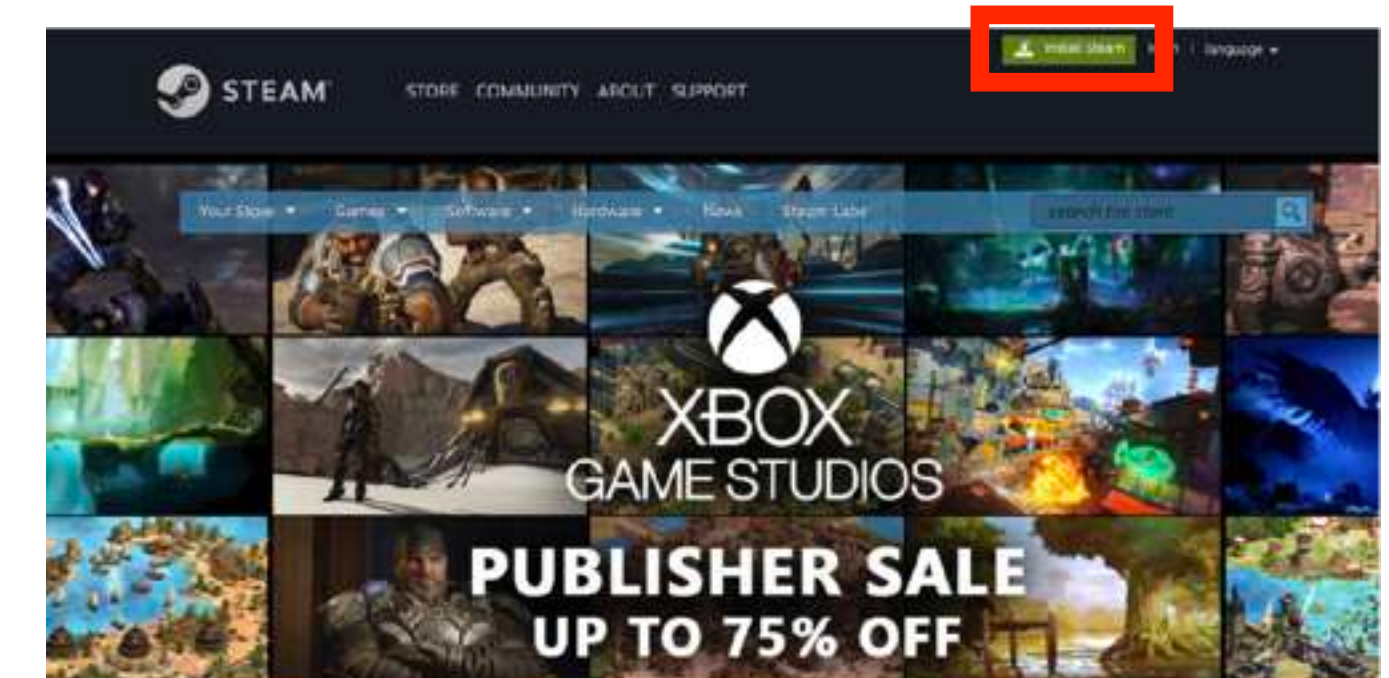 Install Steam | language
STEAM
STORE COMMUNITY ABOUT SUPPORT
Your Store Games Software Hardware News Steam Labs search the store
XBOX
GAME STUDIOS
PUBLISHER SALE
UP TO 75% OFF